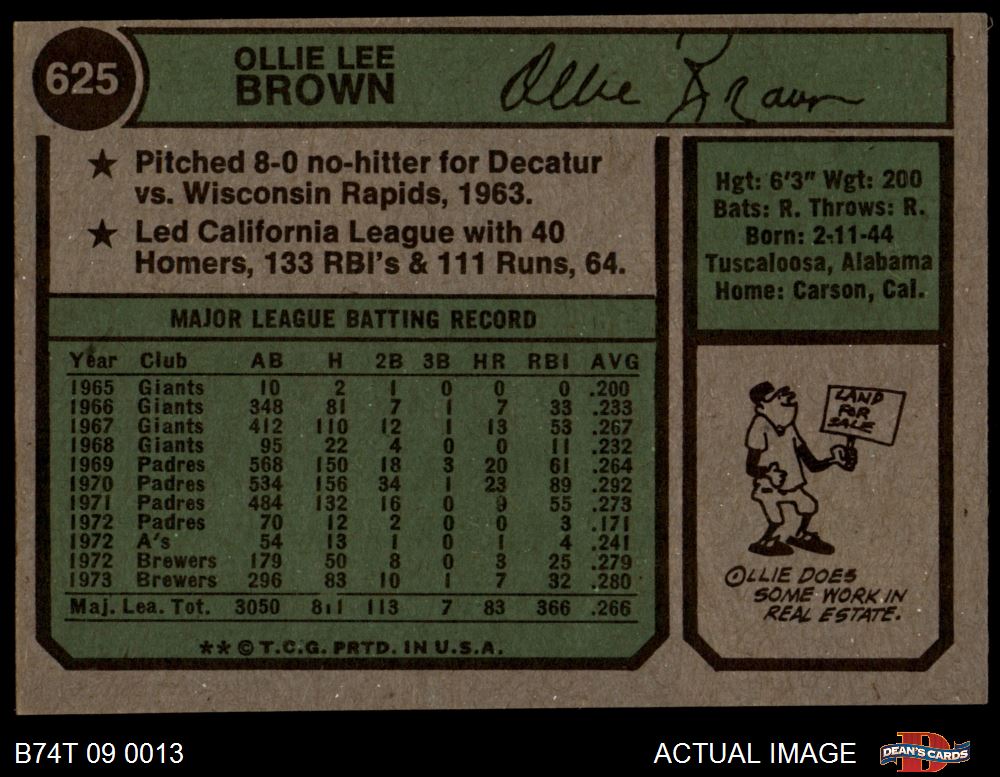 625
OLLIE LEE
BROWN
Ollie Brown
★ Pitched 8-0 no-hitter for Decatur
vs. Wisconsin Rapids, 1963.
★ Led California League with 40
Homers, 133 RBI's & 111 Runs, 64.
Hgt: 6'3" Wgt: 200
Bats: R. Throws: R.
Born: 2-11-44
Tuscaloosa, Alabama
Home: Carson, Cal.
MAJOR LEAGUE BATTING RECORD
Year Club AB H 2B 3B HR RBI AVG
1965 Giants 10 2 1 0 0 0 .200
1966 Giants 348 81 7 1 7 33 .233
1967 Giants 412 110 12 1 13 53 .267
1968 Giants 95 22 4 0 0 11 .232
1969 Padres 568 150 18 3 20 61 .264
1970 Padres 534 156 34 1 23 89 .292
1971 Padres 484 132 16 0 9 55 .273
1972 Padres 70 12 2 0 0 3 .171
1972 A's 54 13 1 0 1 4 .241
1972 Brewers 179 50 8 0 3 25 .279
1973 Brewers 296 83 10 1 7 32 .280
Maj. Lea. Tot. 3050 811 113 7 83 366 .266
** © T.C.G. PRTD. IN U.S.A.
LAND
FOR
SALE
OLLIE DOES
SOME WORK IN
REAL ESTATE.
B74T 09 0013
ACTUAL IMAGE
DEAN'S CARDS